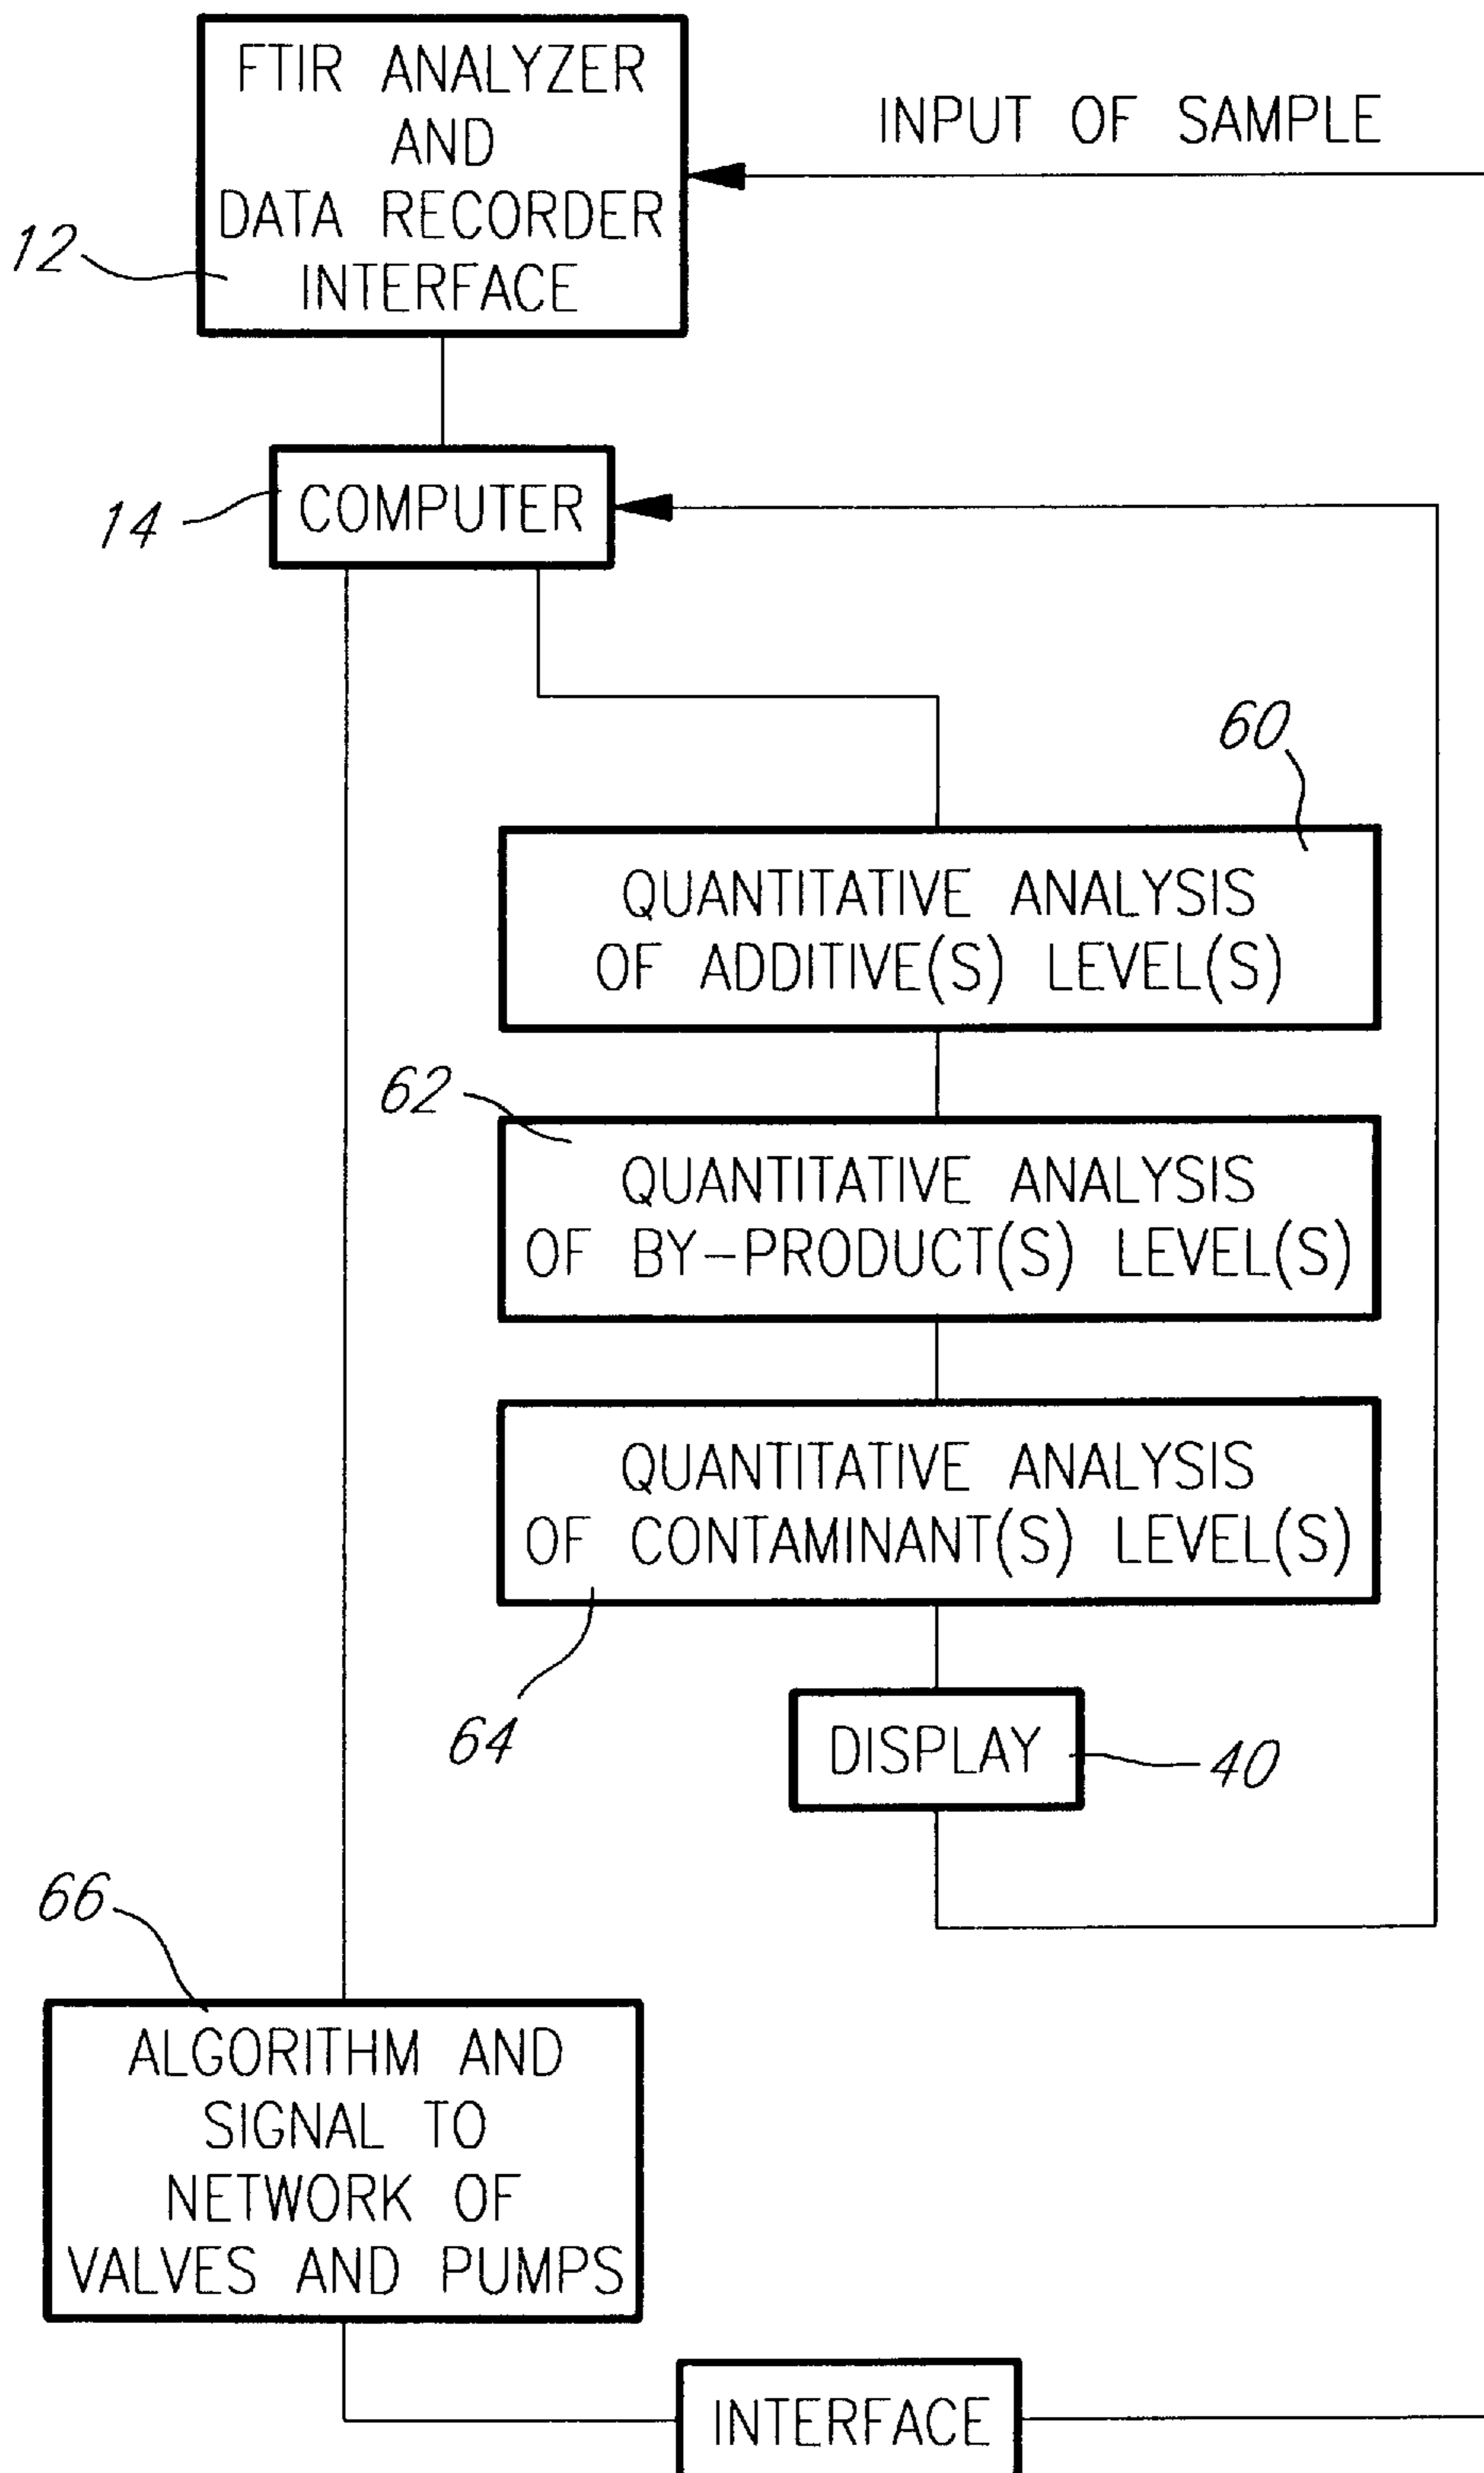 FTIR ANALYZER
AND
DATA RECORDER
INTERFACE
12
INPUT OF SAMPLE
COMPUTER
14
60
QUANTITATIVE ANALYSIS
OF ADDITIVE(S) LEVEL(S)
62
QUANTITATIVE ANALYSIS
OF BY-PRODUCT(S) LEVEL(S)
QUANTITATIVE ANALYSIS
OF CONTAMINANT(S) LEVEL(S)
64
DISPLAY
40
66
ALGORITHM AND
SIGNAL TO
NETWORK OF
VALVES AND PUMPS
INTERFACE